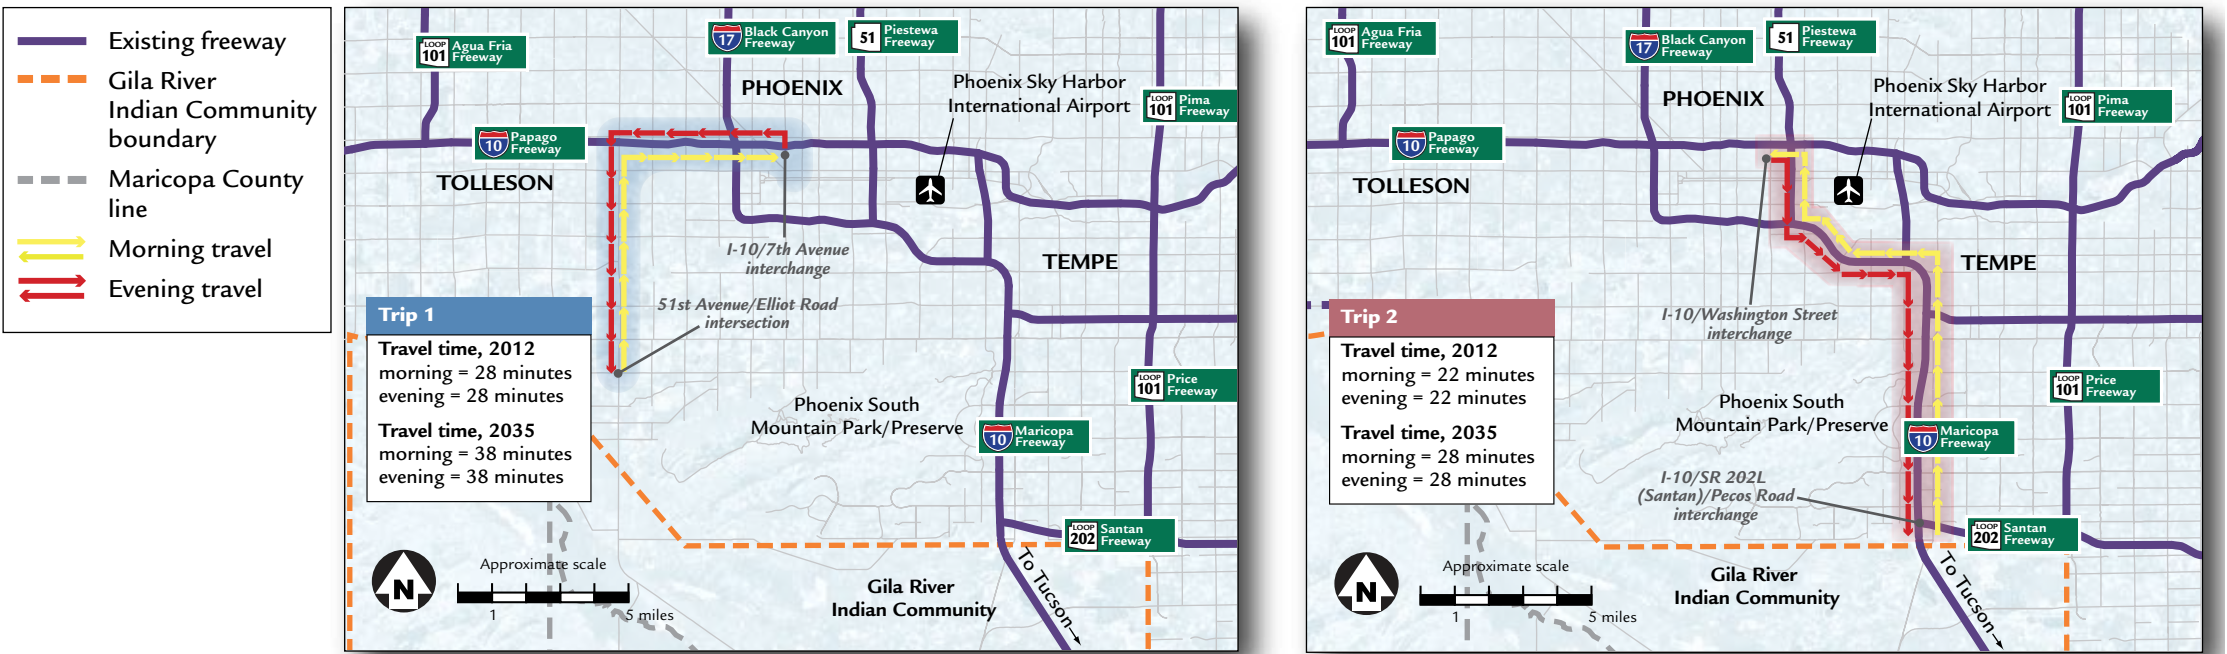 Existing freeway
Gila River
Indian Community
boundary
Maricopa County
line
Morning travel
Evening travel
LOOP
101
Agua Fria
Freeway
17
Black Canyon
Freeway
51
Piestewa
Freeway
PHOENIX
Phoenix Sky Harbor
International Airport
LOOP
101
Pima
Freeway
10
Papago
Freeway
TOLLESON
I-10/7th Avenue
interchange
TEMPE
51st Avenue/Elliot Road
intersection
Trip 1
Travel time, 2012
morning = 28 minutes
evening = 28 minutes
Travel time, 2035
morning = 38 minutes
evening = 38 minutes
LOOP
101
Price
Freeway
Phoenix South
Mountain Park/Preserve
10
Maricopa
Freeway
LOOP
202
Santan
Freeway
N
Approximate scale
1
5 miles
Gila River
Indian Community
To Tucson
LOOP
101
Agua Fria
Freeway
17
Black Canyon
Freeway
51
Piestewa
Freeway
PHOENIX
Phoenix Sky Harbor
International Airport
LOOP
101
Pima
Freeway
10
Papago
Freeway
TOLLESON
TEMPE
I-10/Washington Street
interchange
Trip 2
Travel time, 2012
morning = 22 minutes
evening = 22 minutes
Travel time, 2035
morning = 28 minutes
evening = 28 minutes
LOOP
101
Price
Freeway
Phoenix South
Mountain Park/Preserve
10
Maricopa
Freeway
I-10/SR 202L
(Santan)/Pecos Road
interchange
LOOP
202
Santan
Freeway
N
Approximate scale
1
5 miles
Gila River
Indian Community
To Tucson